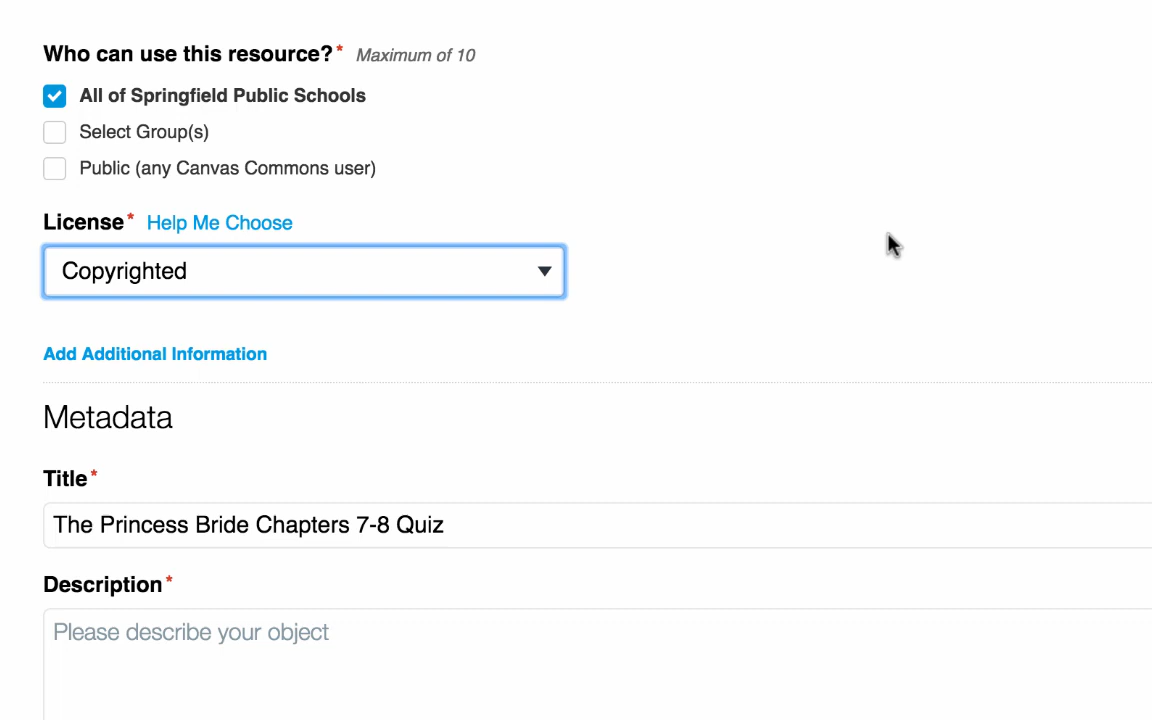 Who can use this resource?* Maximum of 10
All of Springfield Public Schools
Select Group(s)
Public (any Canvas Commons user)
License* Help Me Choose
Copyrighted
Add Additional Information
Metadata
Title*
The Princess Bride Chapters 7-8 Quiz
Description*
Please describe your object